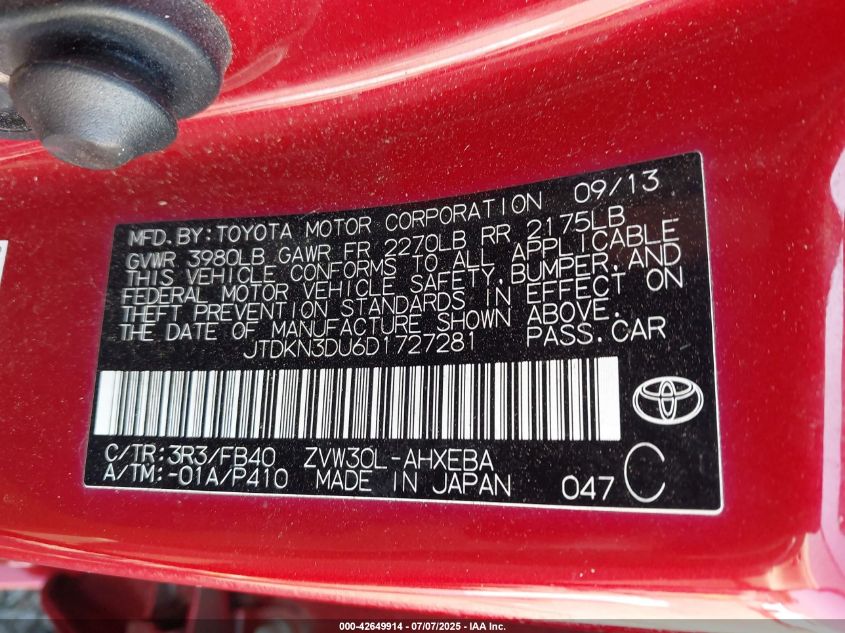 09/13
MFD.BY:TOYOTA MOTOR CORPORATION
GVWR 3980LB GAWR FR 2270LB RR 2175LB
THIS VEHICLE CONFORMS TO ALL APPLICABLE
FEDERAL MOTOR VEHICLE SAFETY,BUMPER,AND
THEFT PREVENTION STANDARDS IN EFFECT ON
THE DATE OF MANUFACTURE SHOWN ABOVE.
JTDKN3DU6D1727281 PASS.CAR
C/TR:3R3/FB40 ZVW30L-AHXEBA
A/TM:-01A/P410 MADE IN JAPAN 047 C
000-42649914 - 07/07/2025 - IAA Inc.